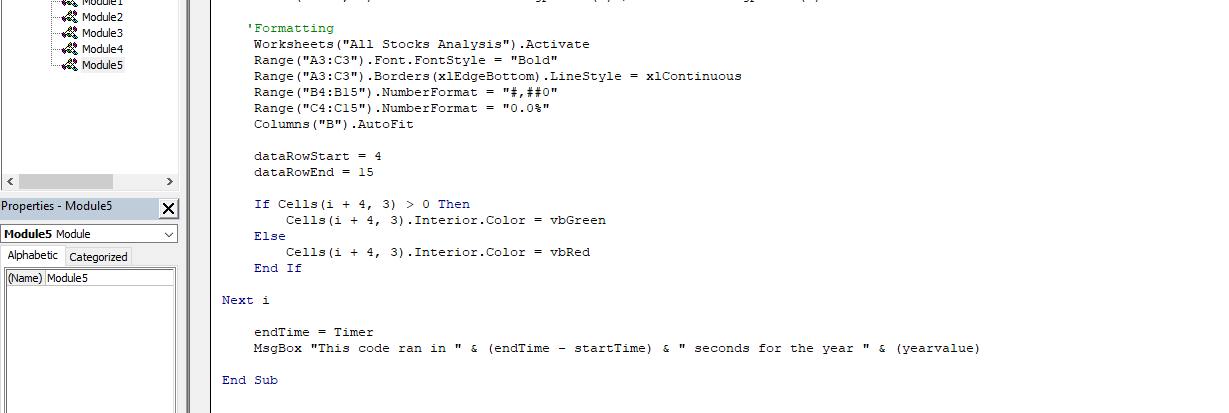 Module1
Module2
Module3
Module4
Module5
Properties - Module5
Module5 Module
Alphabetic Categorized
(Name) Module5
'Formatting
Worksheets("All Stocks Analysis").Activate
Range("A3:C3").Font.FontStyle = "Bold"
Range("A3:C3").Borders(xlEdgeBottom).LineStyle = xlContinuous
Range("B4:B15").NumberFormat = "#,##0"
Range("C4:C15").NumberFormat = "0.0%"
Columns("B").AutoFit
dataRowStart = 4
dataRowEnd = 15
If Cells(i + 4, 3) > 0 Then
Cells(i + 4, 3).Interior.Color = vbGreen
Else
Cells(i + 4, 3).Interior.Color = vbRed
End If
Next i
endTime = Timer
MsgBox "This code ran in " & (endTime - startTime) & " seconds for the year " & (yearvalue)
End Sub